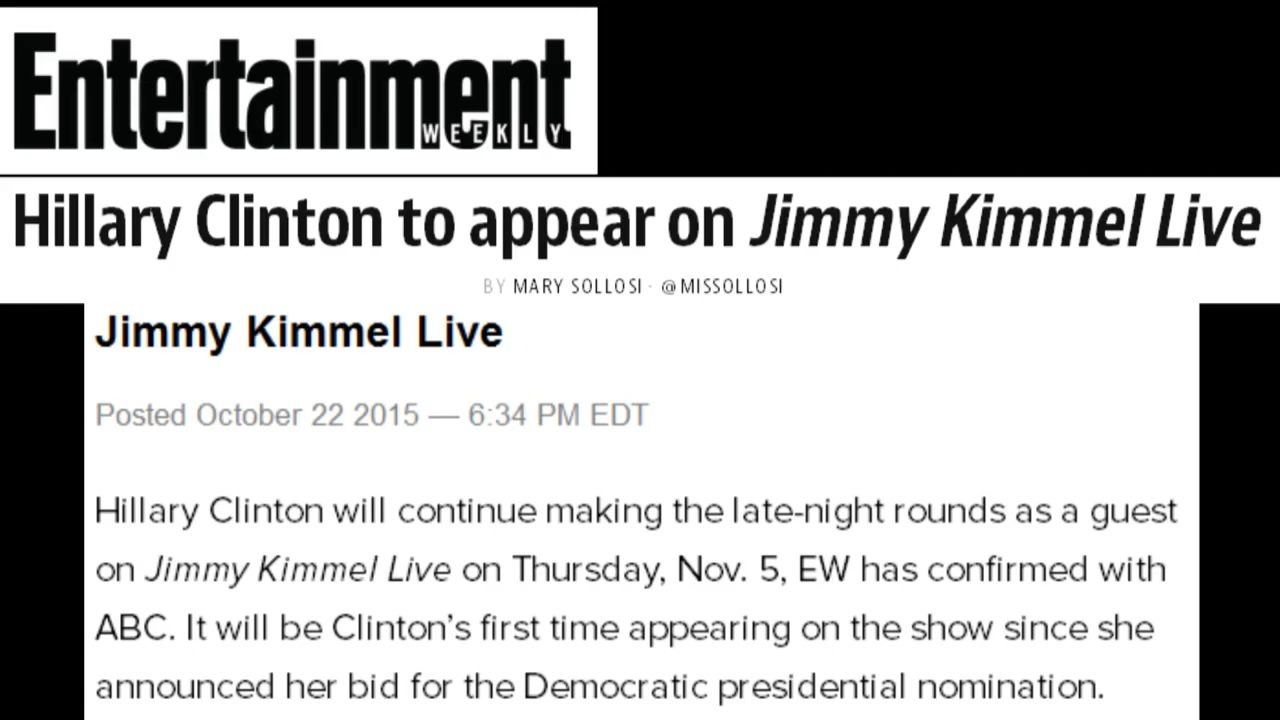 Entertainment
WEEKLY
Hillary Clinton to appear on Jimmy Kimmel Live
BY MARY SOLLOSI · @MISSOLLOSI
Jimmy Kimmel Live
Posted October 22 2015 — 6:34 PM EDT
Hillary Clinton will continue making the late-night rounds as a guest
on Jimmy Kimmel Live on Thursday, Nov. 5, EW has confirmed with
ABC. It will be Clinton’s first time appearing on the show since she
announced her bid for the Democratic presidential nomination.